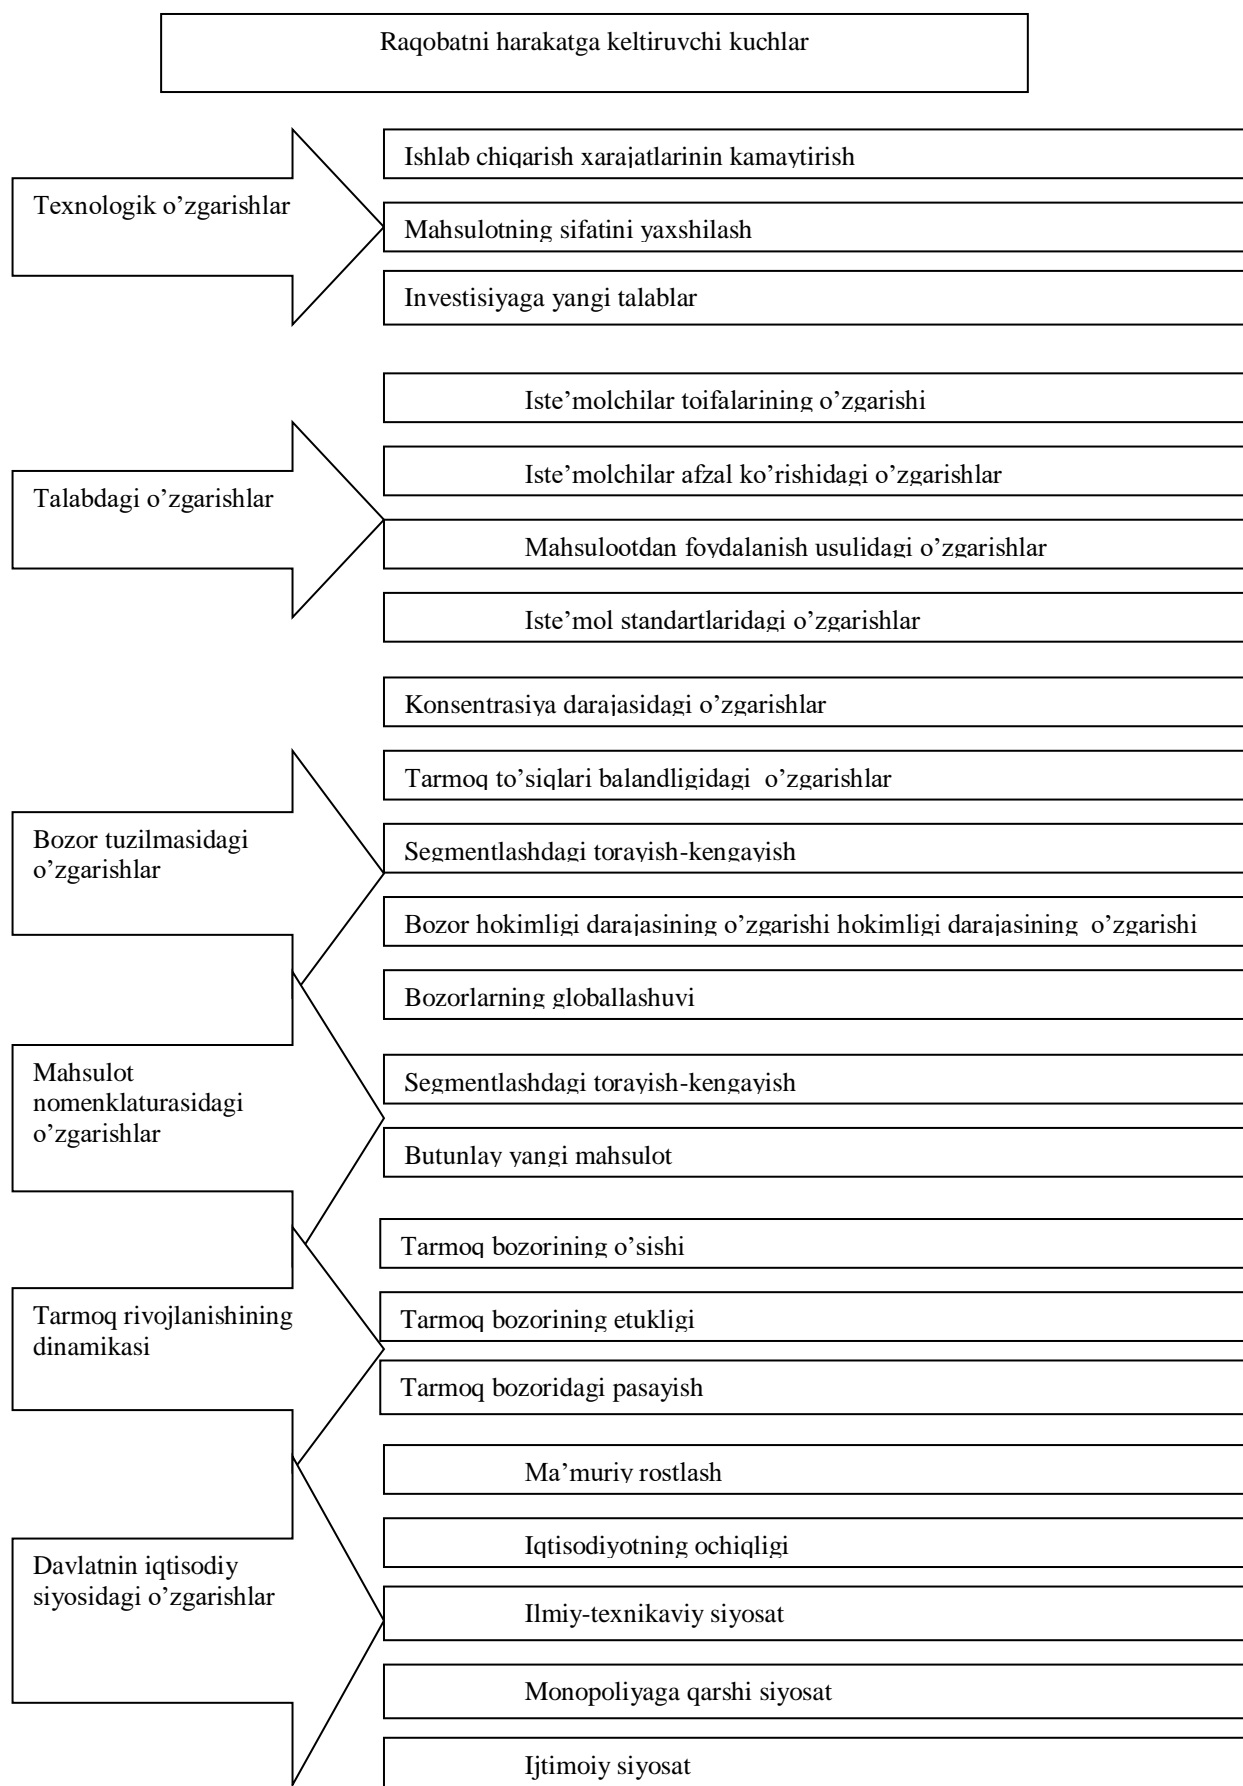 Raqobatni harakatga keltiruvchi kuchlar
Texnologik o’zgarishlar
Ishlab chiqarish xarajatlarinin kamaytirish
Mahsulotning sifatini yaxshilash
Investisiyaga yangi talablar
Talabdagi o’zgarishlar
Iste’molchilar toifalarining o’zgarishi
Iste’molchilar afzal ko’rishidagi o’zgarishlar
Mahsulootdan foydalanish usulidagi o’zgarishlar
Iste’mol standartlaridagi o’zgarishlar
Bozor tuzilmasidagi
o’zgarishlar
Konsentrasiya darajasidagi o’zgarishlar
Tarmoq to’siqlari balandligidagi o’zgarishlar
Segmentlashdagi torayish-kengayish
Bozor hokimligi darajasining o’zgarishi hokimligi darajasining o’zgarishi
Bozorlarning globallashuvi
Mahsulot
nomenklaturasidagi
o’zgarishlar
Segmentlashdagi torayish-kengayish
Butunlay yangi mahsulot
Tarmoq rivojlanishining
dinamikasi
Tarmoq bozorining o’sishi
Tarmoq bozorining etukligi
Tarmoq bozoridagi pasayish
Davlatnin iqtisodiy
siyosidagi o’zgarishlar
Ma’muriy rostlash
Iqtisodiyotning ochiqligi
Ilmiy-texnikaviy siyosat
Monopoliyaga qarshi siyosat
Ijtimoiy siyosat